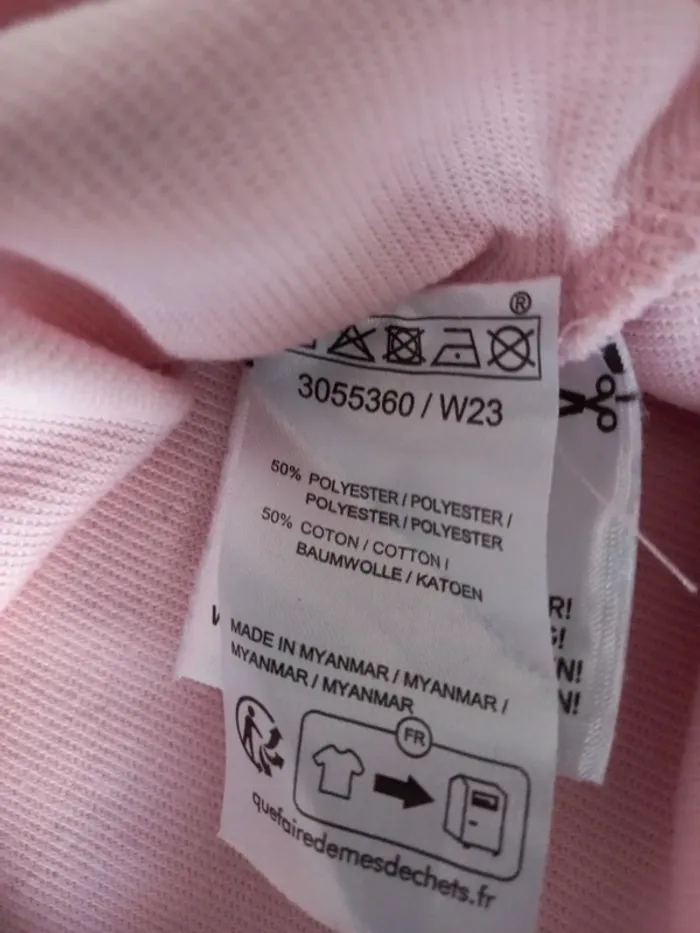 ®
3055360 / W23
50% POLYESTER / POLYESTER /
POLYESTER / POLYESTER
50% COTON / COTTON /
BAUMWOLLE / KATOEN
MADE IN MYANMAR / MYANMAR /
MYANMAR / MYANMAR
FR
quefairedemesdechets.fr
R!
G!
N!
N!